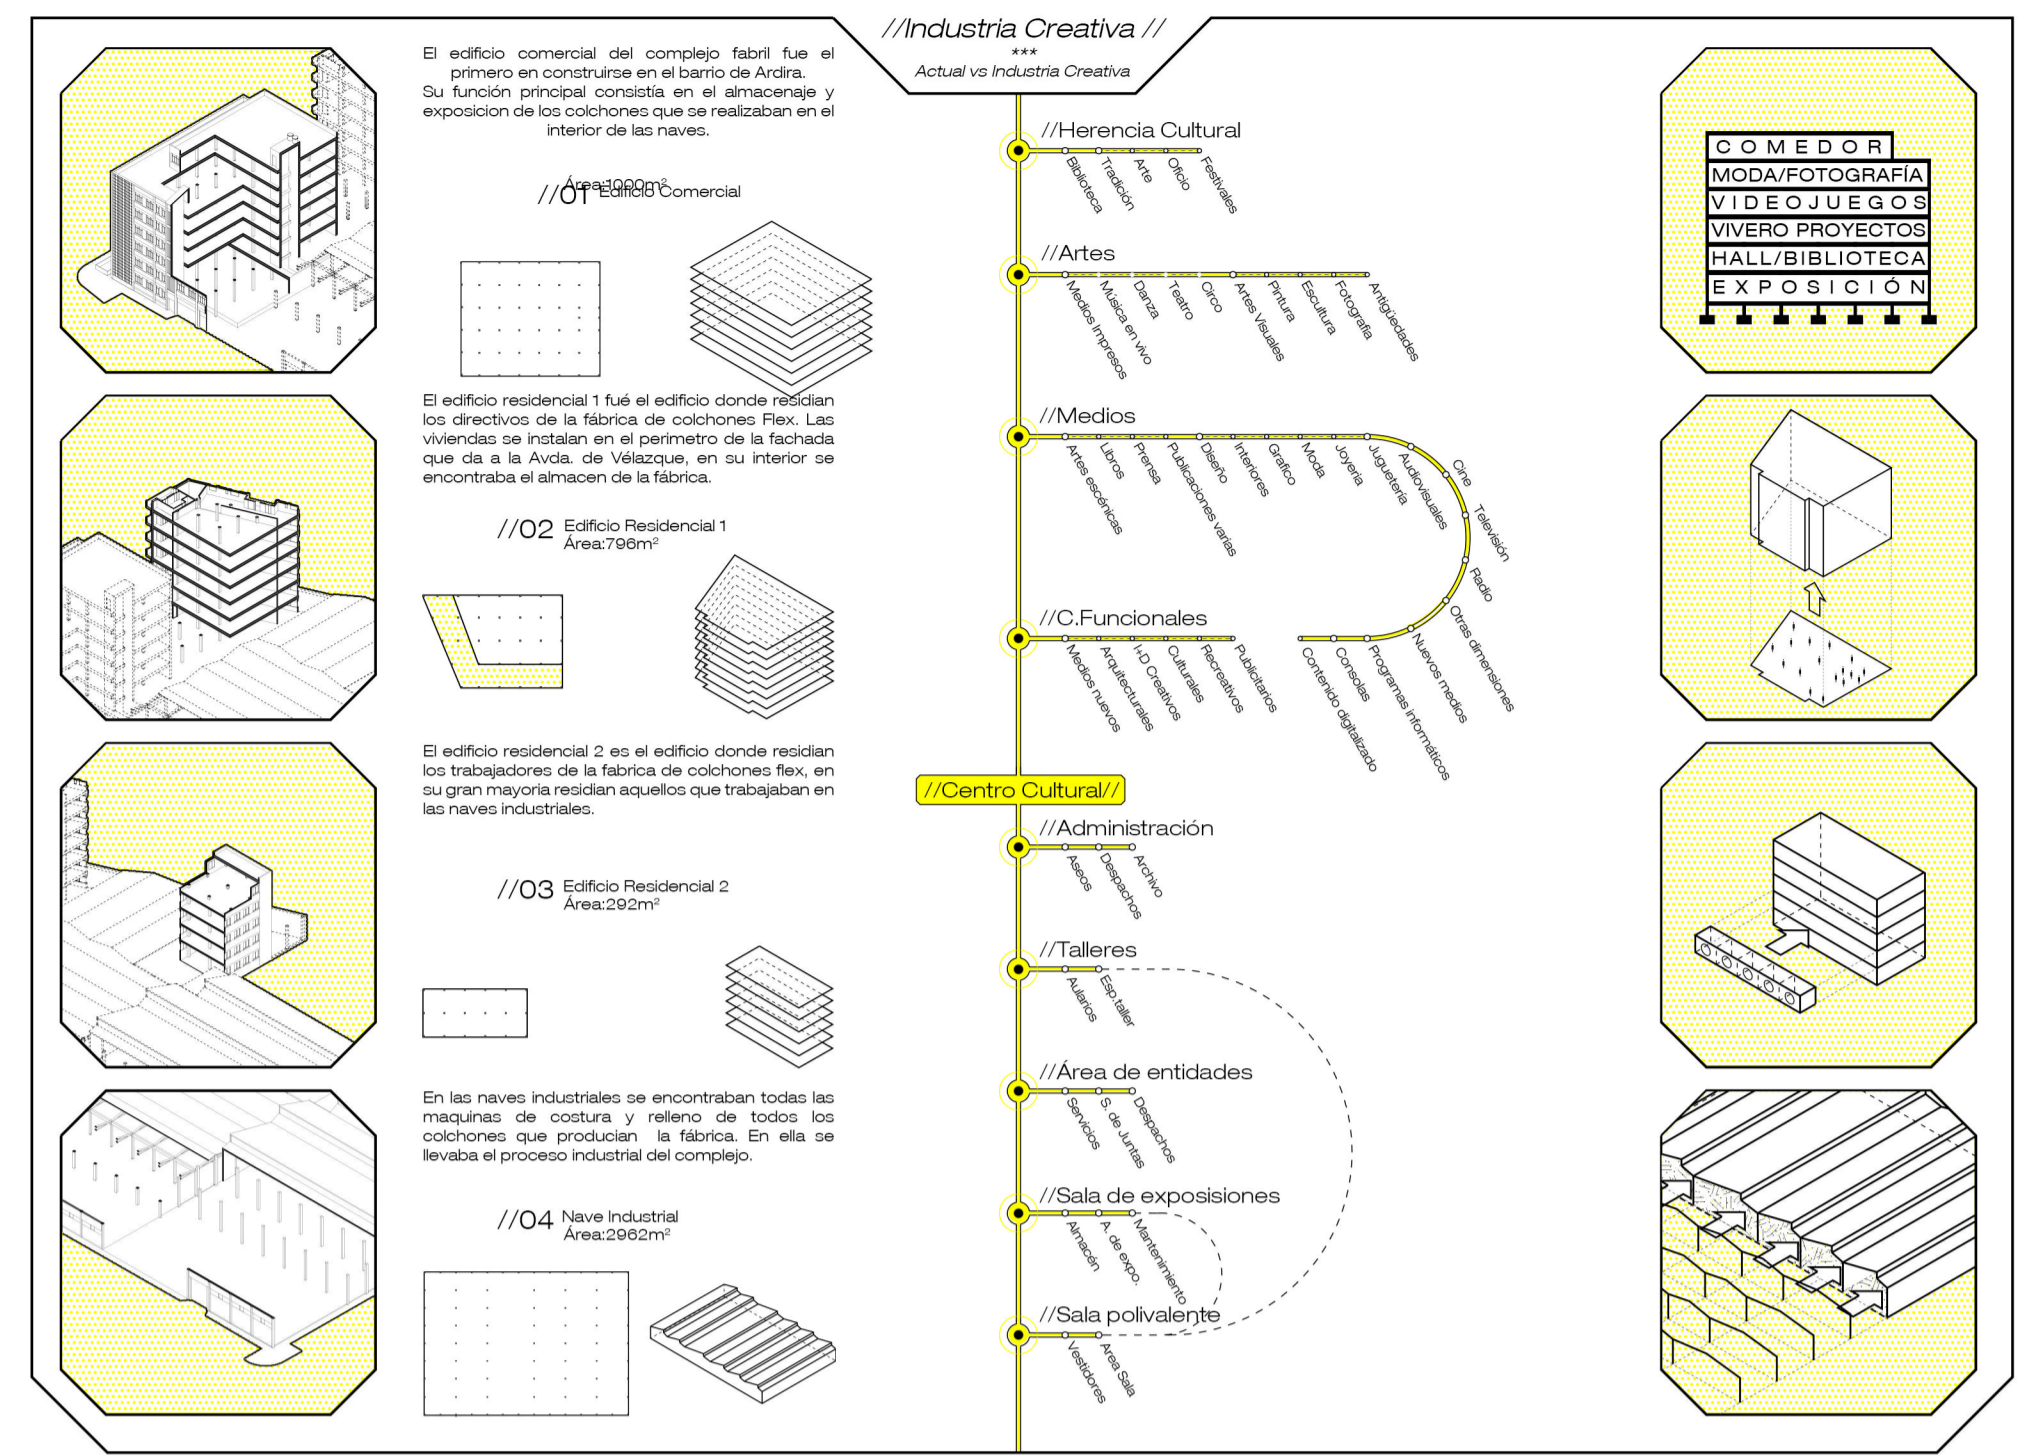 //Industria Creativa //
***
Actual vs Industria Creativa
El edificio comercial del complejo fabril fue el
primero en construirse en el barrio de Ardira.
Su función principal consistía en el almacenaje y
exposicion de los colchones que se realizaban en el
interior de las naves.
Área:1000m²
//01 Edificio Comercial
El edificio residencial 1 fué el edificio donde residian
los directivos de la fábrica de colchones Flex. Las
viviendas se instalan en el perimetro de la fachada
que da a la Avda. de Vélazque, en su interior se
encontraba el almacen de la fábrica.
//02 Edificio Residencial 1
Área:796m²
El edificio residencial 2 es el edificio donde residian
los trabajadores de la fabrica de colchones flex, en
su gran mayoria residian aquellos que trabajaban en
las naves industriales.
//03 Edificio Residencial 2
Área:292m²
En las naves industriales se encontraban todas las
maquinas de costura y relleno de todos los
colchones que producian la fábrica. En ella se
llevaba el proceso industrial del complejo.
//04 Nave Industrial
Área:2962m²
//Herencia Cultural
Biblioteca
Tradición
Arte
Oficio
Festivales
//Artes
Medios Impresos
Música en vivo
Danza
Teatro
Circo
Artes Visuales
Pintura
Escultura
Fotografía
Antigüedades
//Medios
Artes escénicas
Libros
Prensa
Publicaciones varias
Diseño
Interiores
Grafico
Moda
Joyeria
Juguetería
Audiovisuales
Cine
Televisión
Radio
Otras dimensiones
Nuevos medios
Programas informáticos
Consolas
Contenido digitalizado
//C.Funcionales
Medios nuevos
Arquitecturales
I+D Creativos
Culturales
Recreativos
Publicitarios
//Centro Cultural//
//Administración
Aseos
Despachos
Archivo
//Talleres
Aularios
Esp.taller
//Área de entidades
Servicios
S. de Juntas
Despachos
//Sala de exposisiones
Almacén
A. de expo.
Mantenimiento
//Sala polivalente
Vestidores
Area Sala
COMEDOR
MODA/FOTOGRAFÍA
VIDEOJUEGOS
VIVERO PROYECTOS
HALL/BIBLIOTECA
EXPOSICIÓN